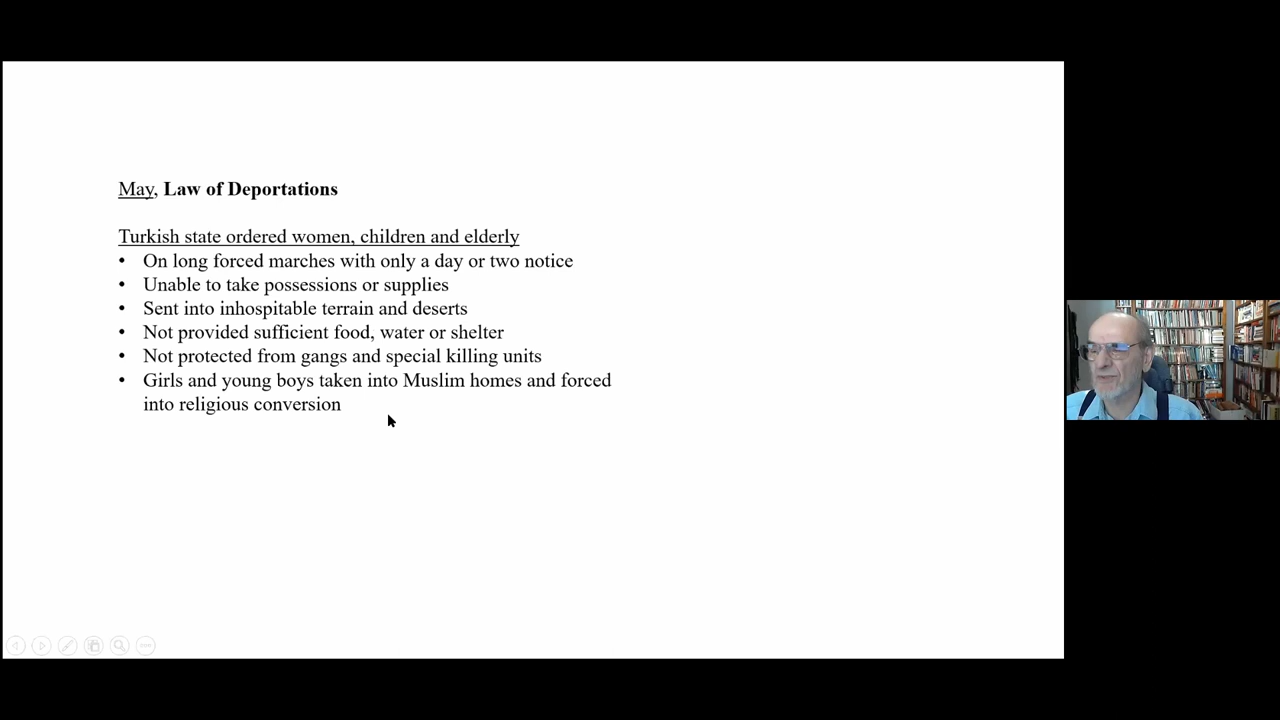 May, Law of Deportations
Turkish state ordered women, children and elderly
• On long forced marches with only a day or two notice
• Unable to take possessions or supplies
• Sent into inhospitable terrain and deserts
• Not provided sufficient food, water or shelter
• Not protected from gangs and special killing units
• Girls and young boys taken into Muslim homes and forced
into religious conversion